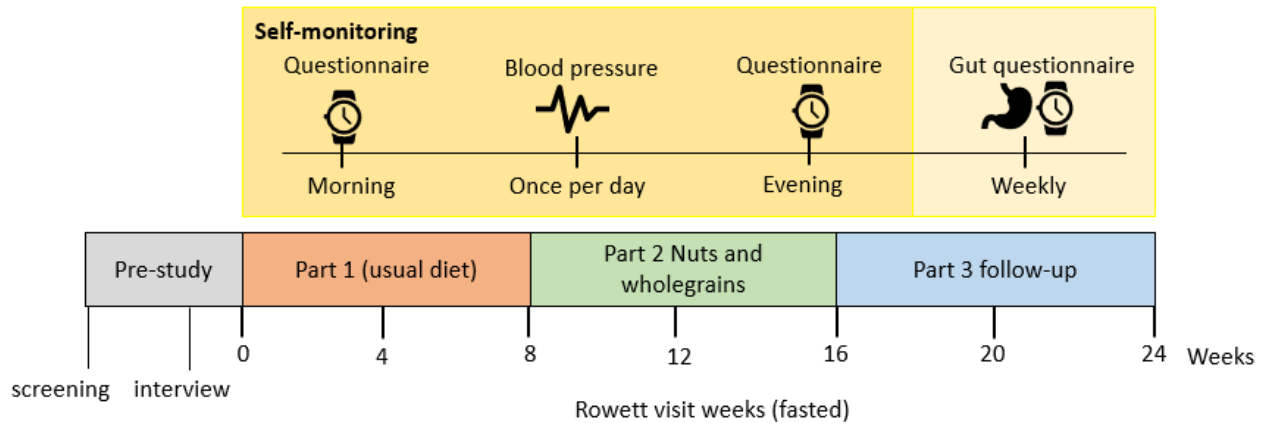 Self-monitoring
Questionnaire
Blood pressure
Questionnaire
Gut questionnaire
Morning
Once per day
Evening
Weekly
Pre-study
Part 1 (usual diet)
Part 2 Nuts and
wholegrains
Part 3 follow-up
0
4
8
12
16
20
24
Weeks
screening
interview
Rowett visit weeks (fasted)